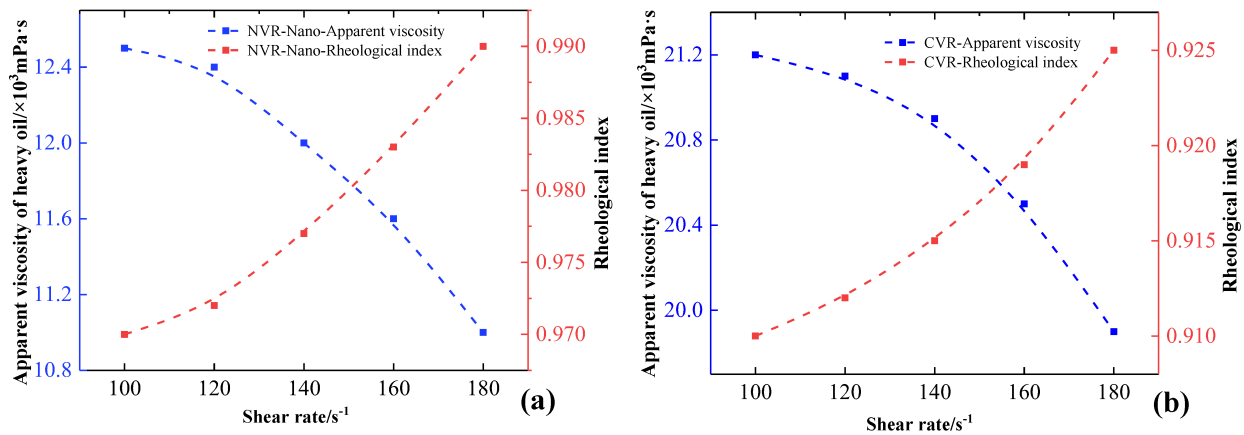 Apparent viscosity of heavy oil/×10³mPa·s
12.4
12.0
11.6
11.2
10.8
NVR-Nano-Apparent viscosity
NVR-Nano-Rheological index
0.990
0.985
0.980
0.975
0.970
Rheological index
100 120 140 160 180
Shear rate/s⁻¹
(a)
Apparent viscosity of heavy oil/×10³mPa·s
21.2
20.8
20.4
20.0
CVR-Apparent viscosity
CVR-Rheological index
0.925
0.920
0.915
0.910
Rheological index
100 120 140 160 180
Shear rate/s⁻¹
(b)